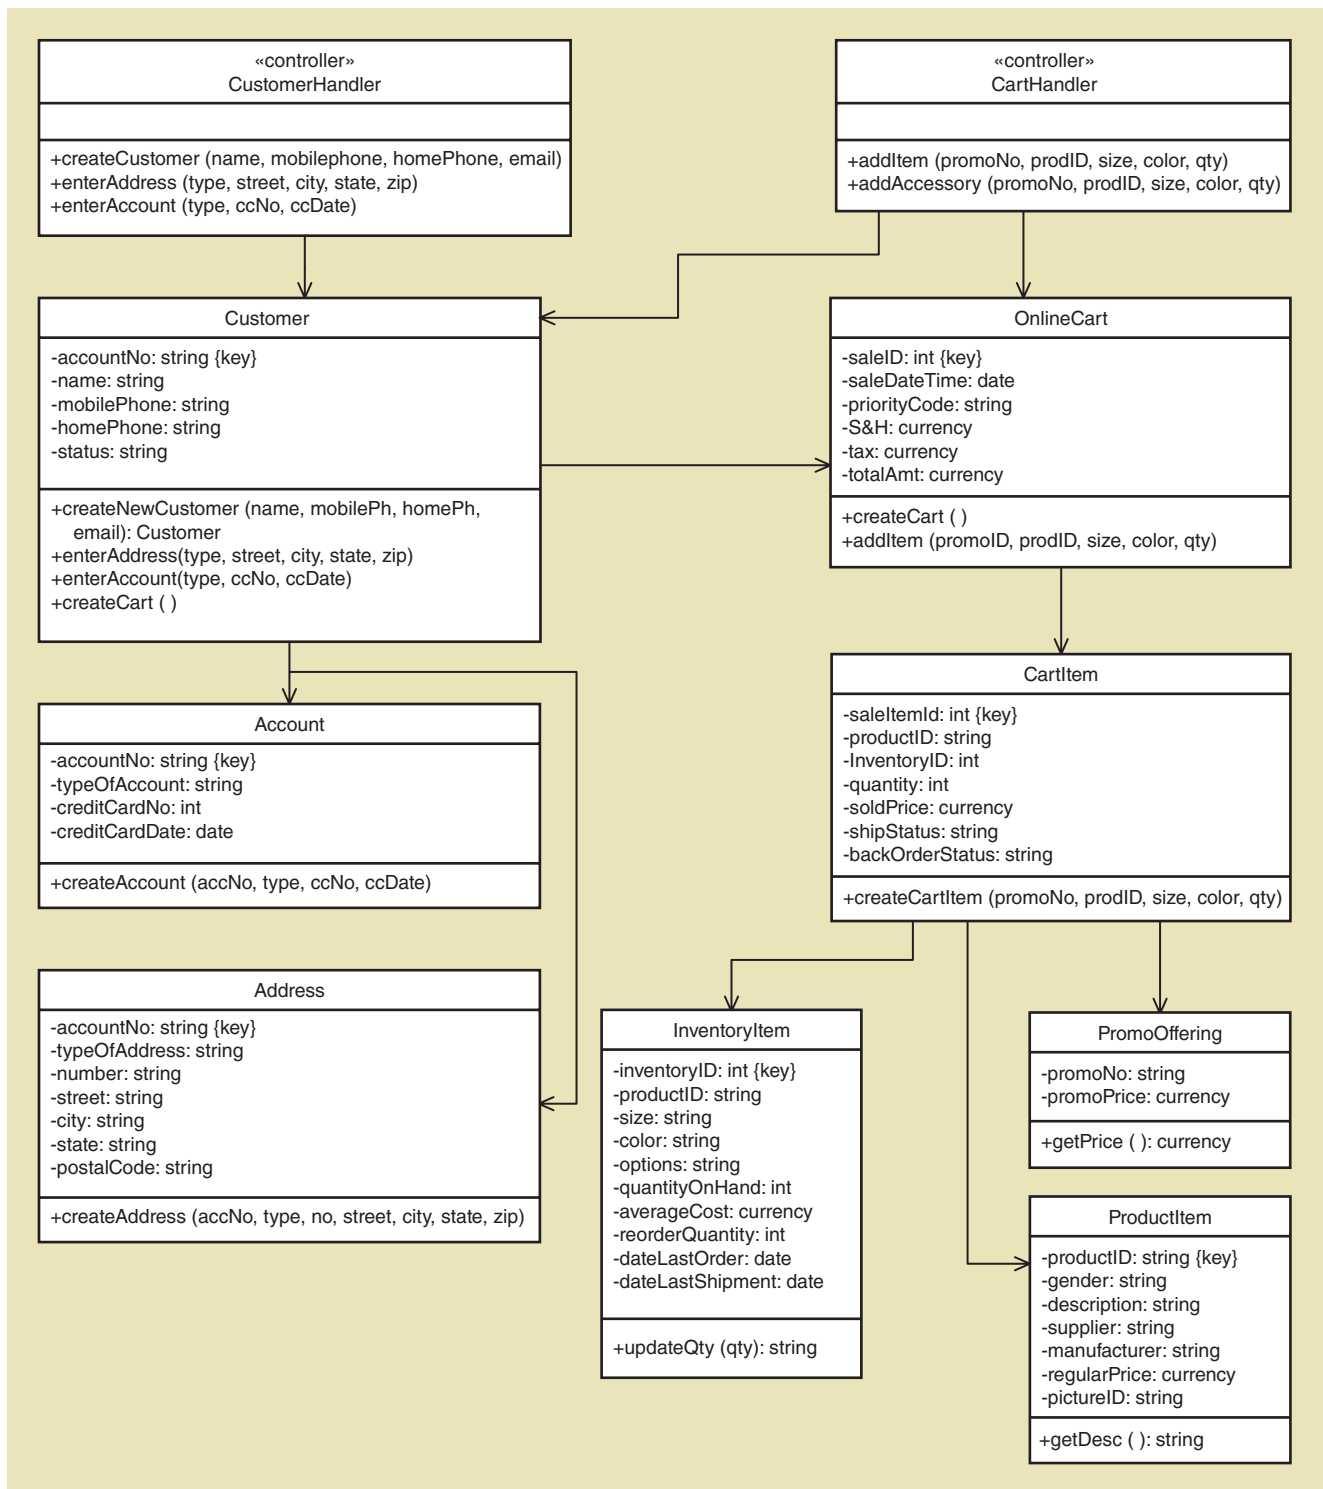 «controller»
CustomerHandler
+createCustomer (name, mobilephone, homePhone, email)
+enterAddress (type, street, city, state, zip)
+enterAccount (type, ccNo, ccDate)
«controller»
CartHandler
+addItem (promoNo, prodID, size, color, qty)
+addAccessory (promoNo, prodID, size, color, qty)
Customer
-accountNo: string {key}
-name: string
-mobilePhone: string
-homePhone: string
-status: string
+createNewCustomer (name, mobilePh, homePh,
email): Customer
+enterAddress(type, street, city, state, zip)
+enterAccount(type, ccNo, ccDate)
+createCart ( )
OnlineCart
-saleID: int {key}
-saleDateTime: date
-priorityCode: string
-S&H: currency
-tax: currency
-totalAmt: currency
+createCart ( )
+addItem (promoID, prodID, size, color, qty)
Account
-accountNo: string {key}
-typeOfAccount: string
-creditCardNo: int
-creditCardDate: date
+createAccount (accNo, type, ccNo, ccDate)
CartItem
-saleItemId: int {key}
-productID: string
-InventoryID: int
-quantity: int
-soldPrice: currency
-shipStatus: string
-backOrderStatus: string
+createCartItem (promoNo, prodID, size, color, qty)
Address
-accountNo: string {key}
-typeOfAddress: string
-number: string
-street: string
-city: string
-state: string
-postalCode: string
+createAddress (accNo, type, no, street, city, state, zip)
InventoryItem
-inventoryID: int {key}
-productID: string
-size: string
-color: string
-options: string
-quantityOnHand: int
-averageCost: currency
-reorderQuantity: int
-dateLastOrder: date
-dateLastShipment: date
+updateQty (qty): string
PromoOffering
-promoNo: string
-promoPrice: currency
+getPrice ( ): currency
ProductItem
-productID: string {key}
-gender: string
-description: string
-supplier: string
-manufacturer: string
-regularPrice: currency
-pictureID: string
+getDesc ( ): string